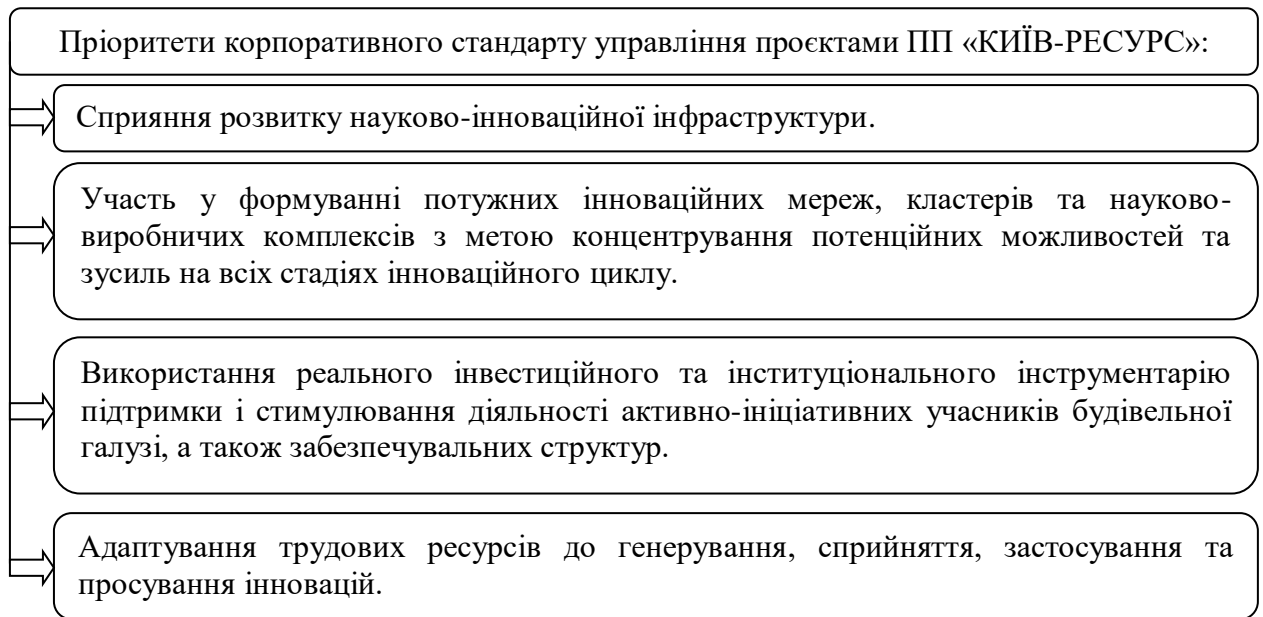 Пріоритети корпоративного стандарту управління проєктами ПП «КИЇВ-РЕСУРС»:
Сприяння розвитку науково-інноваційної інфраструктури.
Участь у формуванні потужних інноваційних мереж, кластерів та науково-
виробничих комплексів з метою концентрування потенційних можливостей та
зусиль на всіх стадіях інноваційного циклу.
Використання реального інвестиційного та інституціонального інструментарію
підтримки і стимулювання діяльності активно-ініціативних учасників будівельної
галузі, а також забезпечувальних структур.
Адаптування трудових ресурсів до генерування, сприйняття, застосування та
просування інновацій.